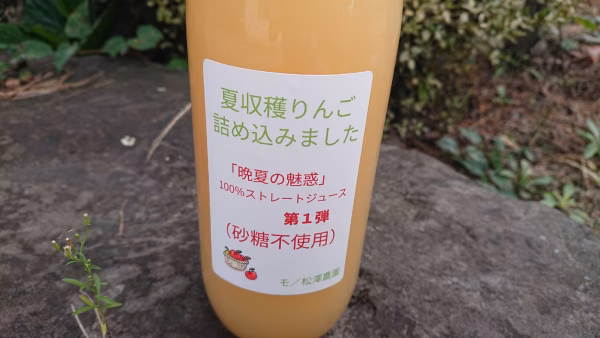 夏収穫りんご
詰め込みました
「晩夏の魅惑」
100%ストレートジュース
第１弾
（砂糖不使用）
モ／松澤農園